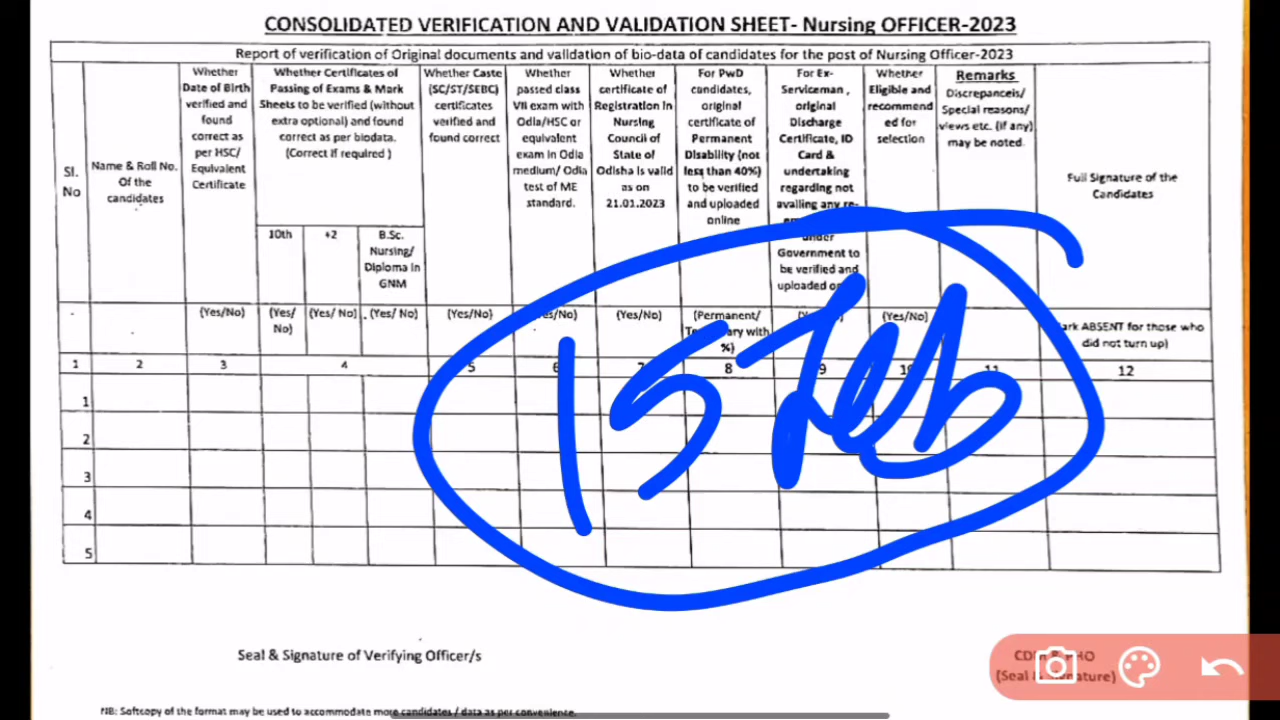 CONSOLIDATED VERIFICATION AND VALIDATION SHEET- Nursing OFFICER-2023
Report of verification of Original documents and validation of bio-data of candidates for the post of Nursing Officer-2023
Sl.
No
Name & Roll No.
Of the
candidates
Whether
Date of Birth
verified and
found
correct as
per HSC/
Equivalent
Certificate
Whether Certificates of
Passing of Exams & Mark
Sheets to be verified (without
extra optional) and found
correct as per biodata.
(Correct if required )
10th
+2
B.Sc.
Nursing/
Diploma in
GNM
Whether Caste
(SC/ST/SEBC)
certificates
verified and
found correct
Whether
passed class
VII exam with
Odia/HSC or
equivalent
exam in Odia
medium/ Odia
test of ME
standard.
Whether
certificate of
Registration in
Nursing
Council of
State of
Odisha is valid
as on
21.01.2023
For PwD
candidates,
original
certificate of
Permanent
Disability (not
less than 40%)
to be verified
and uploaded
online
For Ex-
Serviceman ,
original
Discharge
Certificate, ID
Card &
undertaking
regarding not
availing any re-
under
Government to
be verified and
uploaded
Whether
Eligible and
recommend
ed for
selection
Remarks
Discrepanceis/
Special reasons/
views etc. (if any)
may be noted.
Full Signature of the
Candidates
(Yes/No)
(Yes/
No)
(Yes/ No)
(Yes/ No)
(Yes/No)
(Yes/No)
(Permanent/
with
%)
(Yes/No)
ABSENT for those who
did not turn up)
1 2 3 4 5 6 7 8 9 10 11 12
1
2
3
4
5
15 Feb
Seal & Signature of Verifying Officer/s
(Seal & Signature)
NB: Softcopy of the format may be used to accommodate more candidates / data as per convenience.